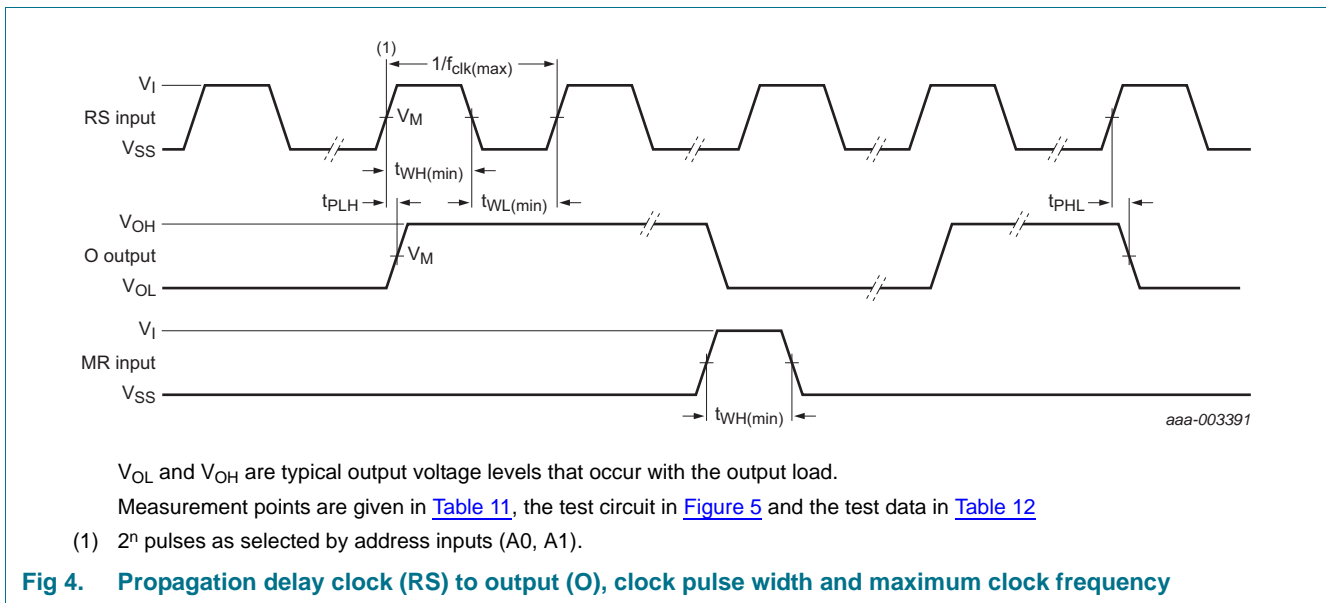 (1)
1/fclk(max)
VI
RS input
VM
VSS
tWH(min)
tPLH
tWL(min)
tPHL
VOH
O output
VM
VOL
VI
MR input
VSS
tWH(min)
aaa-003391
VOL and VOH are typical output voltage levels that occur with the output load.
Measurement points are given in Table 11, the test circuit in Figure 5 and the test data in Table 12
(1) 2ⁿ pulses as selected by address inputs (A0, A1).
Fig 4. Propagation delay clock (RS) to output (O), clock pulse width and maximum clock frequency